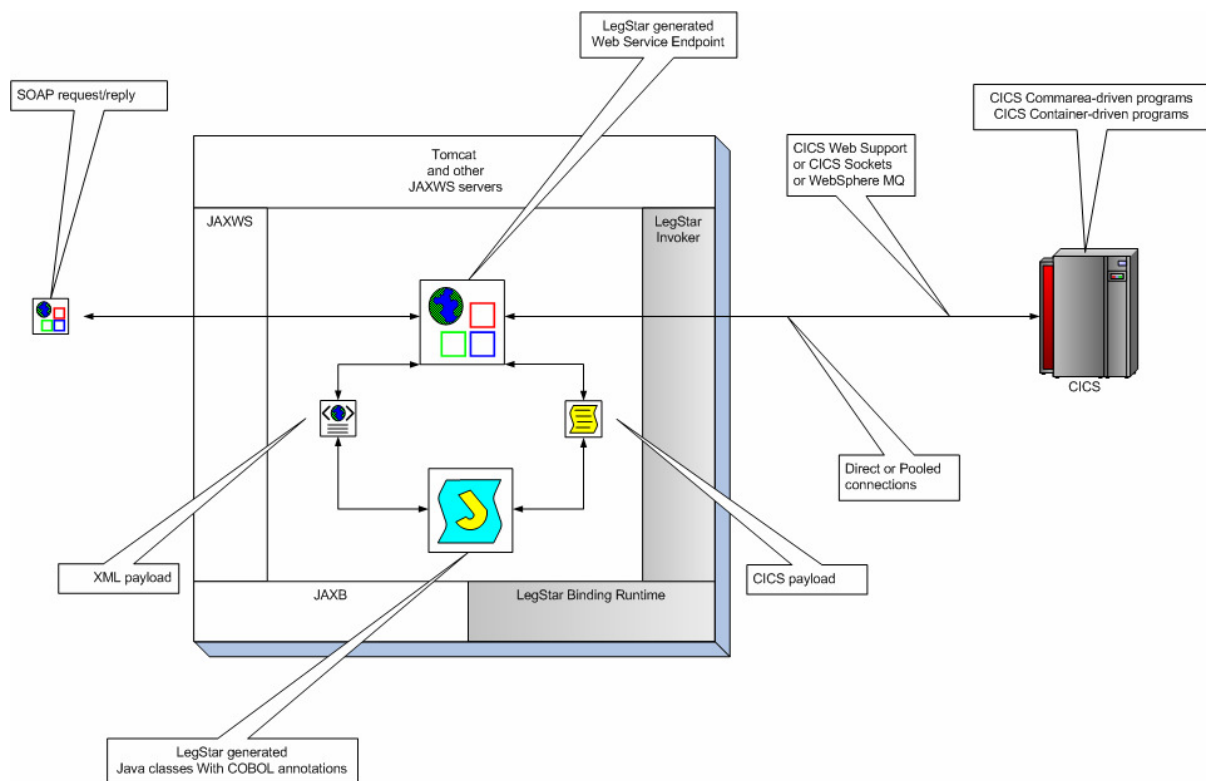 LegStar generated
Web Service Endpoint
SOAP request/reply
CICS Commarea-driven programs
CICS Container-driven programs
Tomcat
and other
JAXWS servers
CICS Web Support
or CICS Sockets
or WebSphere MQ
JAXWS
LegStar
Invoker
CICS
Direct or Pooled
connections
XML payload
CICS payload
JAXB
LegStar Binding Runtime
LegStar generated
Java classes With COBOL annotations